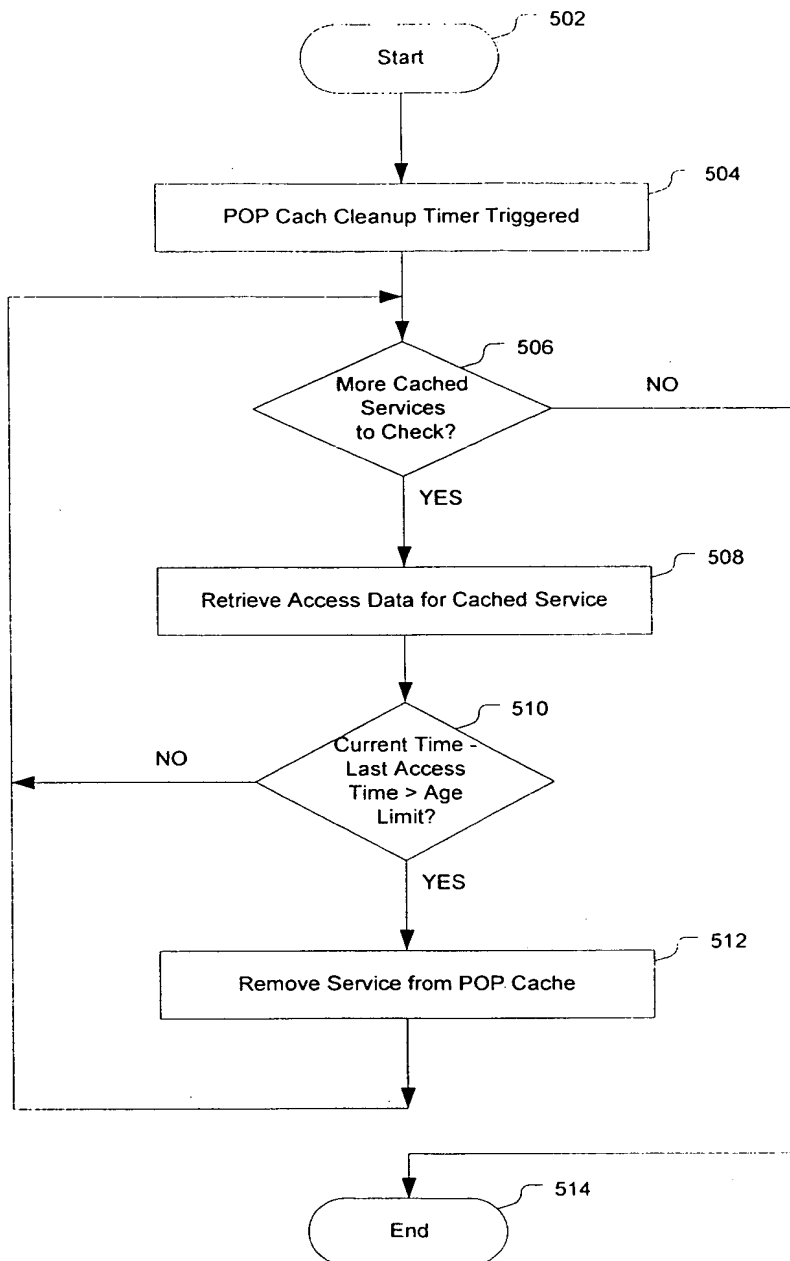 502
Start
504
POP Cach Cleanup Timer Triggered
506
More Cached
Services
to Check?
NO
YES
508
Retrieve Access Data for Cached Service
510
Current Time -
Last Access
Time > Age
Limit?
NO
YES
512
Remove Service from POP Cache
514
End